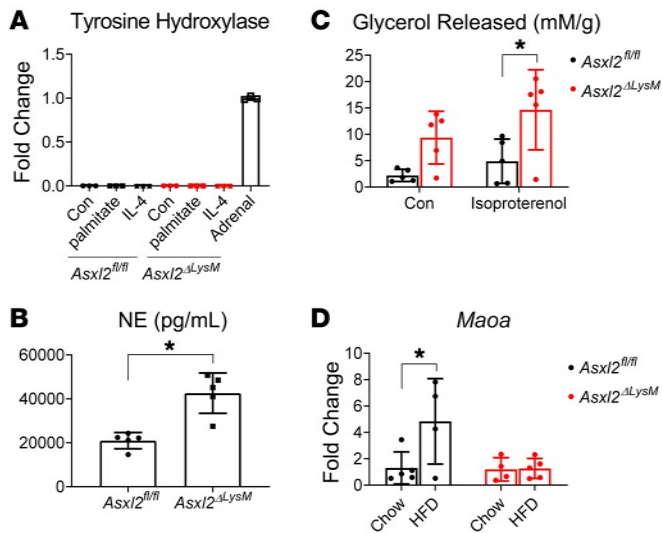 A Tyrosine Hydroxylase
Fold Change
1.5
1.0
0.5
0.0
Con
palmitate
IL-4
Con
palmitate
IL-4
Adrenal
Asxl2fl/fl
Asxl2ΔLysM
B NE (pg/mL)
60000
40000
20000
0
*
Asxl2fl/fl
Asxl2ΔLysM
C Glycerol Released (mM/g)
25
20
15
10
5
0
*
Con
Isoproterenol
Asxl2fl/fl
Asxl2ΔLysM
D Maoa
Fold Change
10
8
6
4
2
0
*
Chow
HFD
Chow
HFD
Asxl2fl/fl
Asxl2ΔLysM